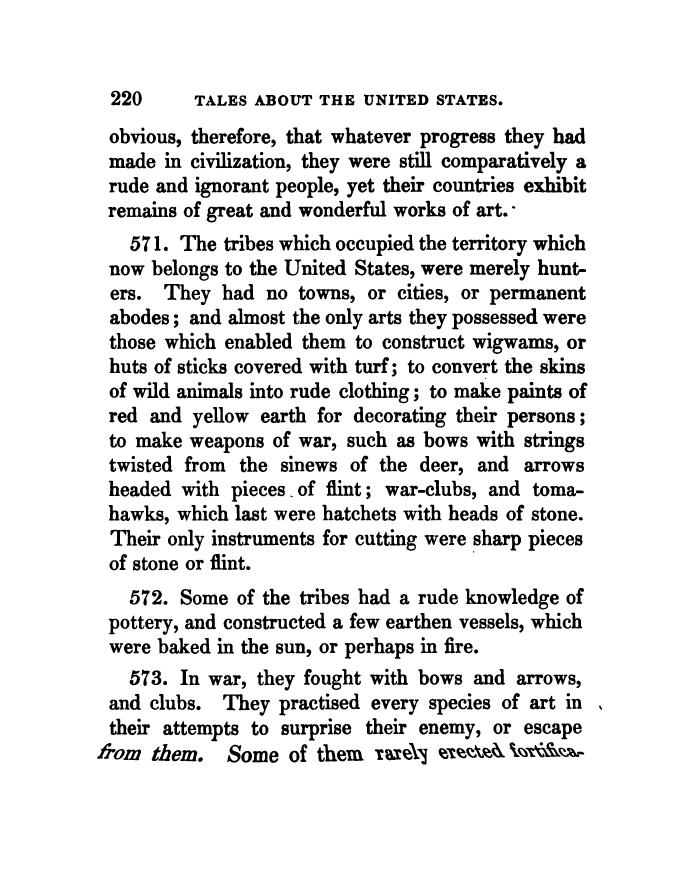 220 TALES ABOUT THE UNITED STATES.
obvious, therefore, that whatever progress they had
made in civilization, they were still comparatively a
rude and ignorant people, yet their countries exhibit
remains of great and wonderful works of art.
571. The tribes which occupied the territory which
now belongs to the United States, were merely hunt-
ers. They had no towns, or cities, or permanent
abodes; and almost the only arts they possessed were
those which enabled them to construct wigwams, or
huts of sticks covered with turf; to convert the skins
of wild animals into rude clothing; to make paints of
red and yellow earth for decorating their persons;
to make weapons of war, such as bows with strings
twisted from the sinews of the deer, and arrows
headed with pieces of flint; war-clubs, and toma-
hawks, which last were hatchets with heads of stone.
Their only instruments for cutting were sharp pieces
of stone or flint.
572. Some of the tribes had a rude knowledge of
pottery, and constructed a few earthen vessels, which
were baked in the sun, or perhaps in fire.
573. In war, they fought with bows and arrows,
and clubs. They practised every species of art in
their attempts to surprise their enemy, or escape
from them. Some of them rarely erected fortifica-